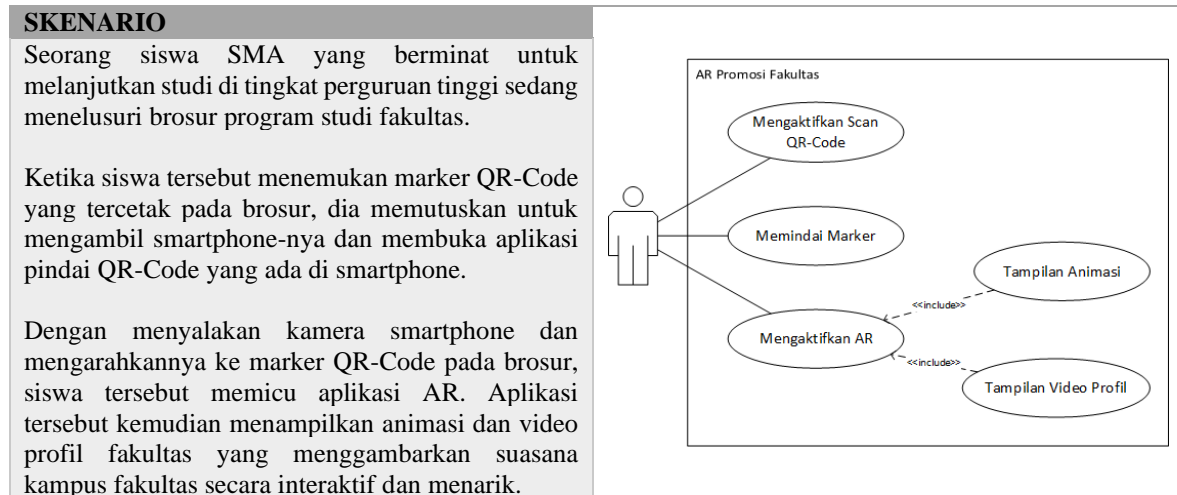 SKENARIO
Seorang siswa SMA yang berminat untuk
melanjutkan studi di tingkat perguruan tinggi sedang
menelusuri brosur program studi fakultas.
Ketika siswa tersebut menemukan marker QR-Code
yang tercetak pada brosur, dia memutuskan untuk
mengambil smartphone-nya dan membuka aplikasi
pindai QR-Code yang ada di smartphone.
Dengan menyalakan kamera smartphone dan
mengarahkannya ke marker QR-Code pada brosur,
siswa tersebut memicu aplikasi AR. Aplikasi
tersebut kemudian menampilkan animasi dan video
profil fakultas yang menggambarkan suasana
kampus fakultas secara interaktif dan menarik.
AR Promosi Fakultas
Mengaktifkan Scan
QR-Code
Memindai Marker
Tampilan Animasi
<<include>>
Mengaktifkan AR
<<include>>
Tampilan Video Profil